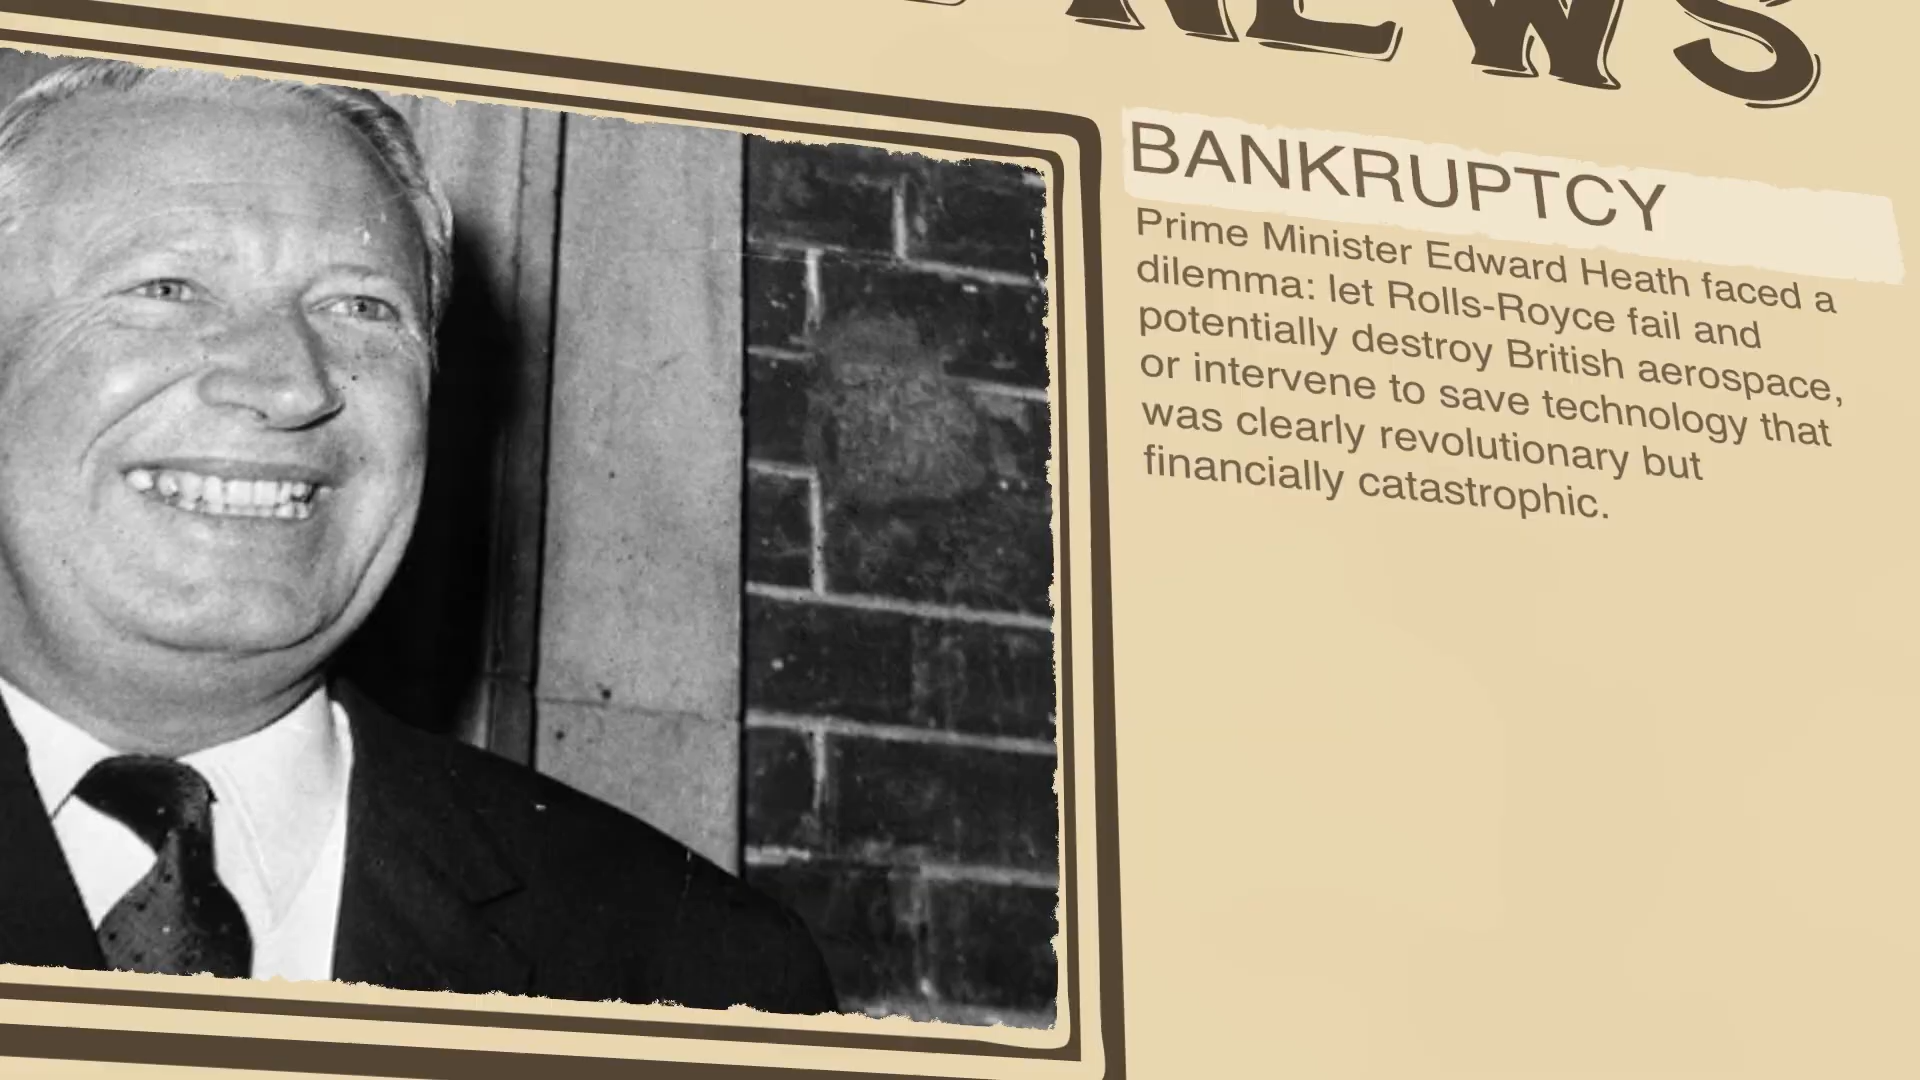 NEWS
BANKRUPTCY
Prime Minister Edward Heath faced a
dilemma: let Rolls-Royce fail and
potentially destroy British aerospace,
or intervene to save technology that
was clearly revolutionary but
financially catastrophic.